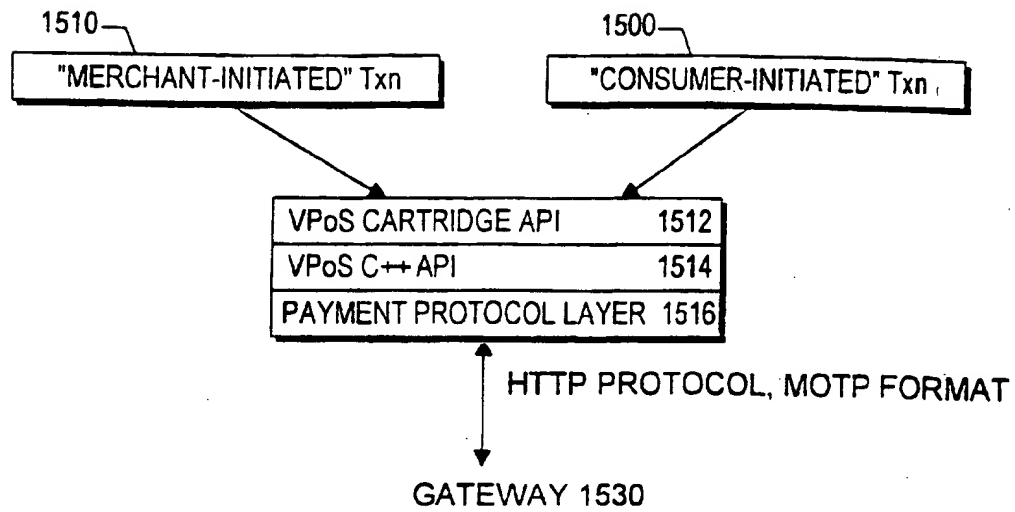 1510
1500
"MERCHANT-INITIATED" Txn
"CONSUMER-INITIATED" Txn
VPoS CARTRIDGE API 1512
VPoS C++ API 1514
PAYMENT PROTOCOL LAYER 1516
HTTP PROTOCOL, MOTP FORMAT
GATEWAY 1530